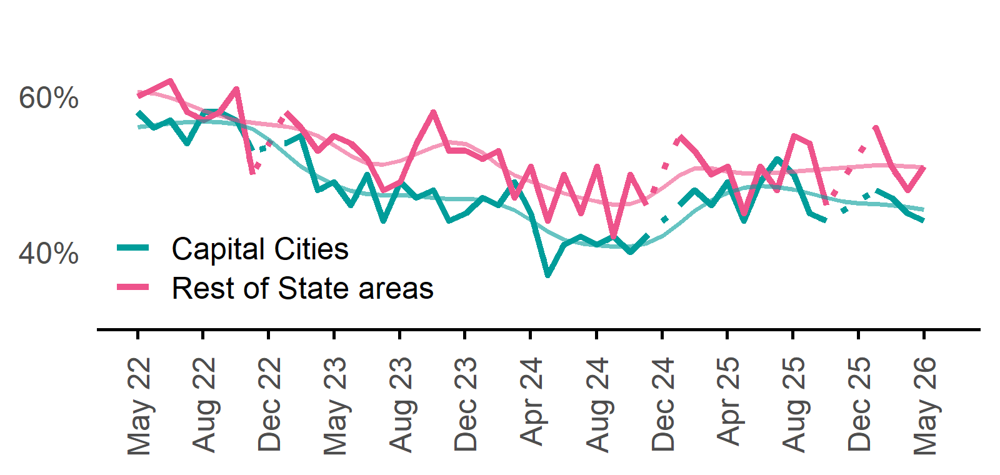 60%
40%
Capital Cities
Rest of State areas
May 22
Aug 22
Dec 22
May 23
Aug 23
Dec 23
Apr 24
Aug 24
Dec 24
Apr 25
Aug 25
Dec 25
May 26